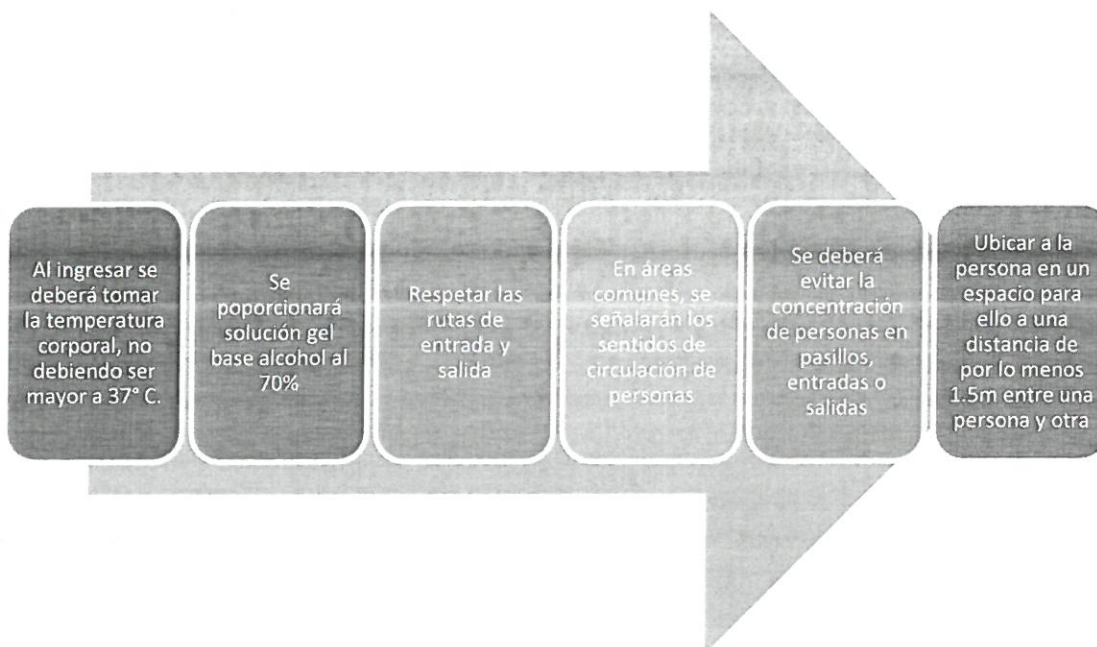 Al ingresar se
deberá tomar
la temperatura
corporal, no
debiendo ser
mayor a 37° C.
Se
poporcionará
solución gel
base alcohol al
70%
Respetar las
rutas de
entrada y
salida
En áreas
comunes, se
señalarán los
sentidos de
circulación de
personas
Se deberá
evitar la
concentración
de personas en
pasillos,
entradas o
salidas
Ubicar a la
persona en un
espacio para
ello a una
distancia de
por lo menos
1.5m entre una
persona y otra